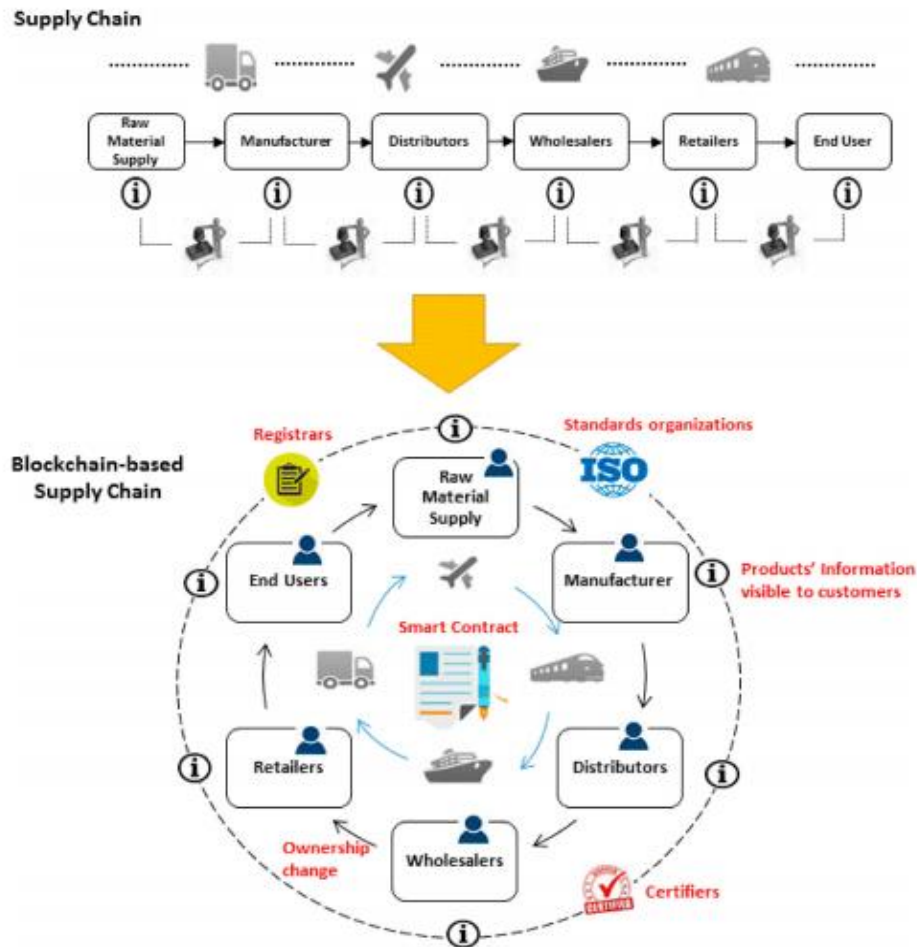 Supply Chain
Raw
Material
Supply
Manufacturer
Distributors
Wholesalers
Retailers
End User
i
i
i
i
i
i
Blockchain-based
Supply Chain
Registrars
i
Standards organizations
ISO
Raw
Material
Supply
End Users
Manufacturer
i
i
Products' Information
visible to customers
Smart Contract
Retailers
Distributors
i
i
Ownership
change
Wholesalers
CERTIFIED
Certifiers
i